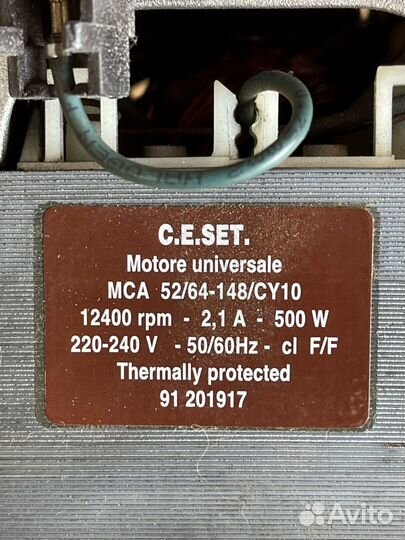 C.E.SET.
Motore universale
MCA 52/64-148/CY10
12400 rpm - 2,1 A - 500 W
220-240 V - 50/60Hz - cl F/F
Thermally protected
91 201917
Avito